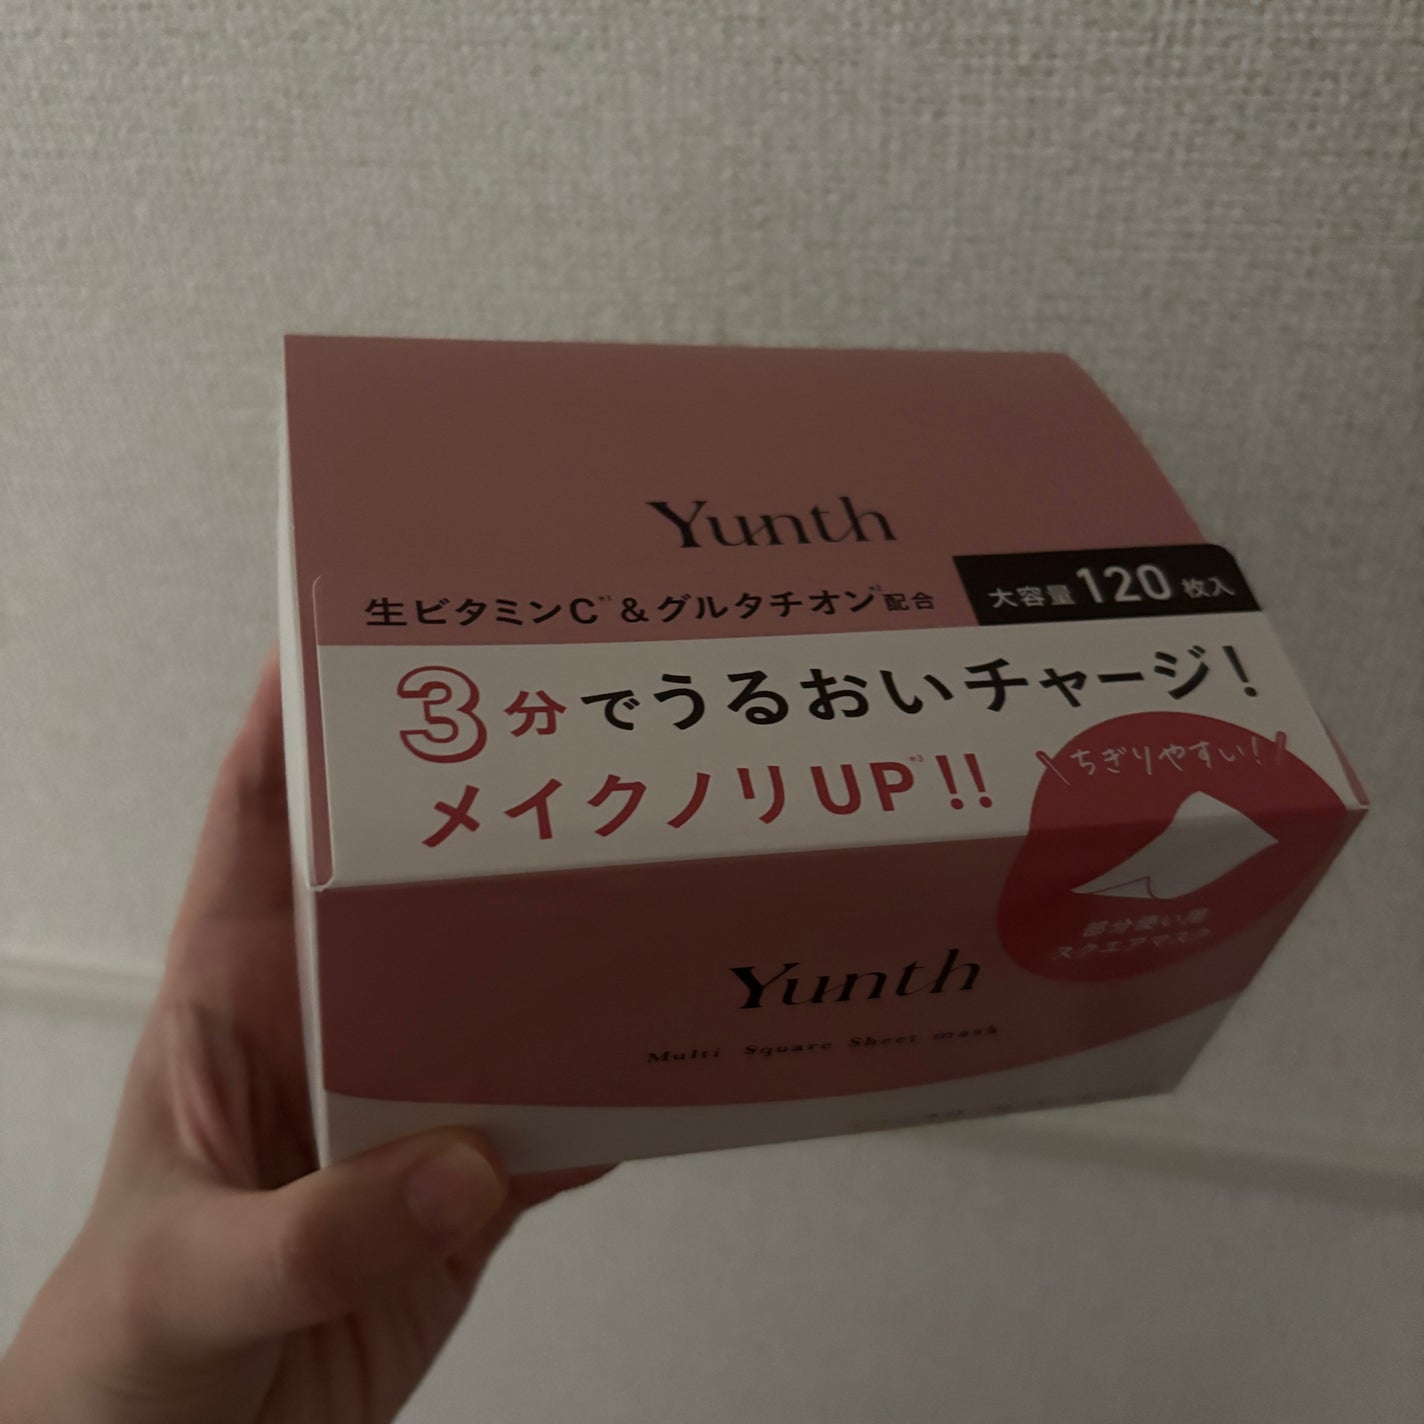 Yunth
生ビタミンC※1&グルタチオン※2配合
大容量120枚入
3分でうるおいチャージ!
メイクノリUP※3!!
\ちぎりやすい!/
部分使い用
スクエアマスク
Yunth
Multi Square Sheet mask